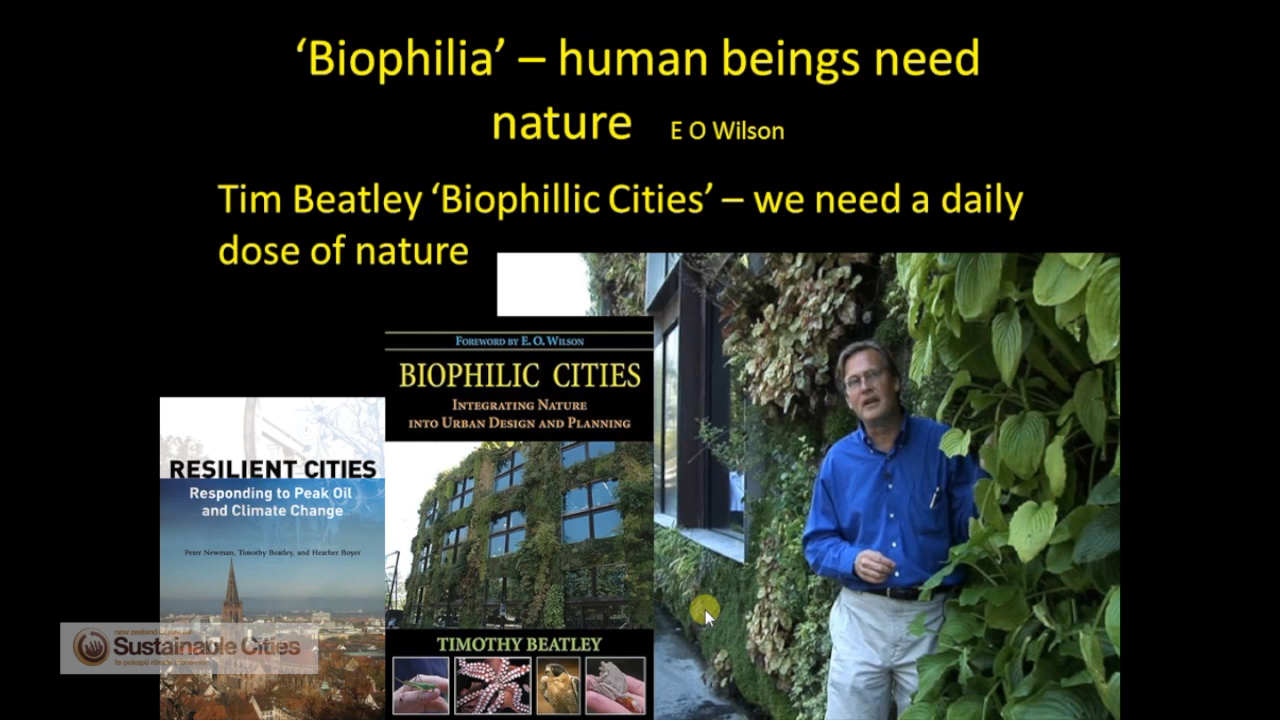 ‘Biophilia’ – human beings need
nature E O Wilson
Tim Beatley ‘Biophillic Cities’ – we need a daily
dose of nature
FOREWORD BY E. O. WILSON
BIOPHILIC CITIES
INTEGRATING NATURE
INTO URBAN DESIGN AND PLANNING
TIMOTHY BEATLEY
RESILIENT CITIES
Responding to Peak Oil
and Climate Change
Peter Newman, Timothy Beatley, and Heather Boyer
new zealand
Sustainable Cities